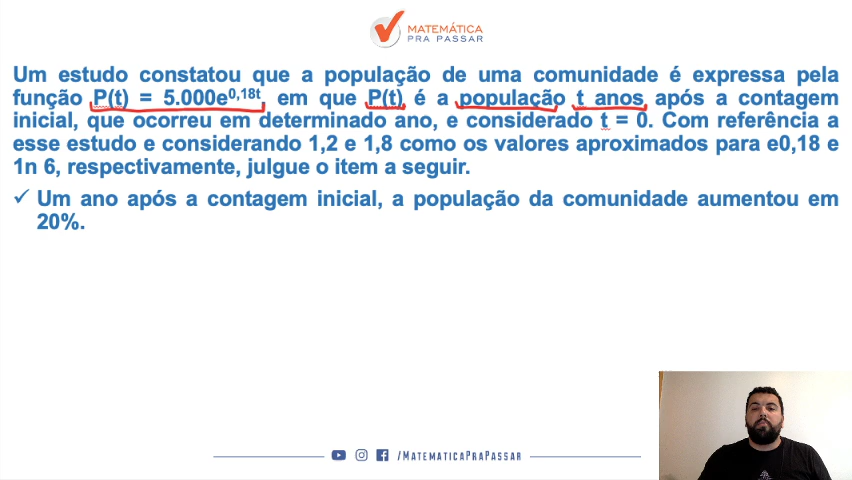 MATEMÁTICA
PRA PASSAR
Um estudo constatou que a população de uma comunidade é expressa pela
função P(t) = 5.000e^0,18t, em que P(t), é a população t anos após a contagem
inicial, que ocorreu em determinado ano, e considerado t = 0. Com referência a
esse estudo e considerando 1,2 e 1,8 como os valores aproximados para e0,18 e
1n 6, respectivamente, julgue o item a seguir.
✓ Um ano após a contagem inicial, a população da comunidade aumentou em
20%.
/MATEMATICAPRAPASSAR